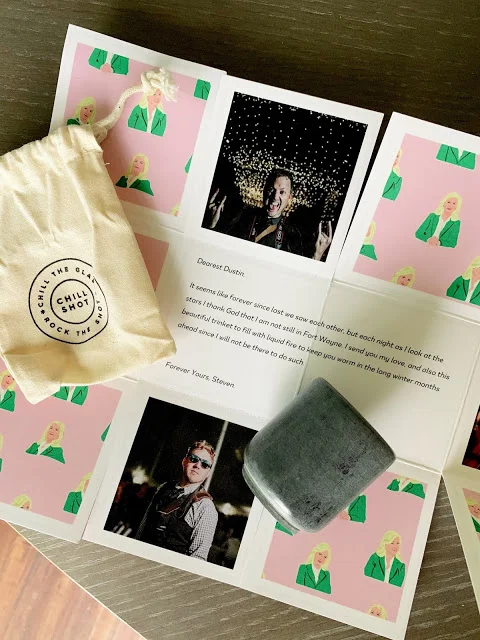 CHILL THE GLA
CHILL
SHOT
ROCK THE SHOT
Dearest Dustin,
It seems like forever since last we saw each other, but each night as I look at the
stars I thank God that I am not still in Fort Wayne. I send you my love, and also this
beautiful trinket to fill with liquid fire to keep you warm in the long winter months
ahead since I will not be there to do such.
Forever Yours, Steven.